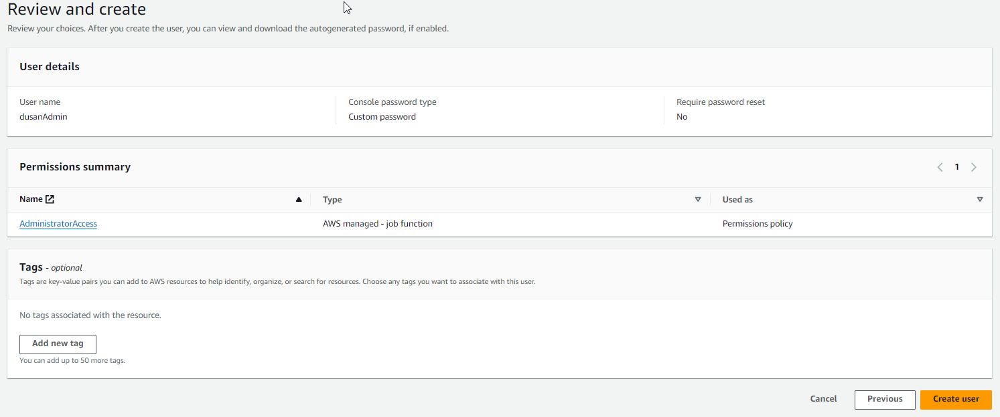 Review and create
Review your choices. After you create the user, you can view and download the autogenerated password, if enabled.
User details
User name
dusanAdmin
Console password type
Custom password
Require password reset
No
Permissions summary
1
Name
Type
Used as
AdministratorAccess
AWS managed - job function
Permissions policy
Tags - optional
Tags are key-value pairs you can add to AWS resources to help identify, organize, or search for resources. Choose any tags you want to associate with this user.
No tags associated with the resource.
Add new tag
You can add up to 50 more tags.
Cancel
Previous
Create user